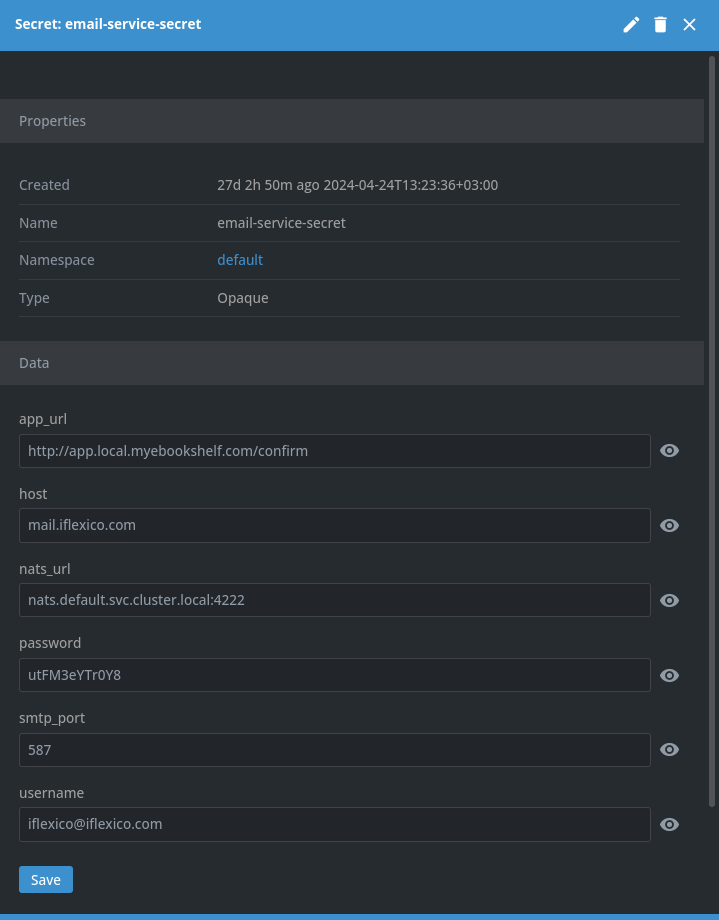 Secret: email-service-secret
Properties
Created 27d 2h 50m ago 2024-04-24T13:23:36+03:00
Name email-service-secret
Namespace default
Type Opaque
Data
app_url
http://app.local.myebookshelf.com/confirm
host
mail.iflexico.com
nats_url
nats.default.svc.cluster.local:4222
password
utFM3eYTr0Y8
smtp_port
587
username
iflexico@iflexico.com
Save